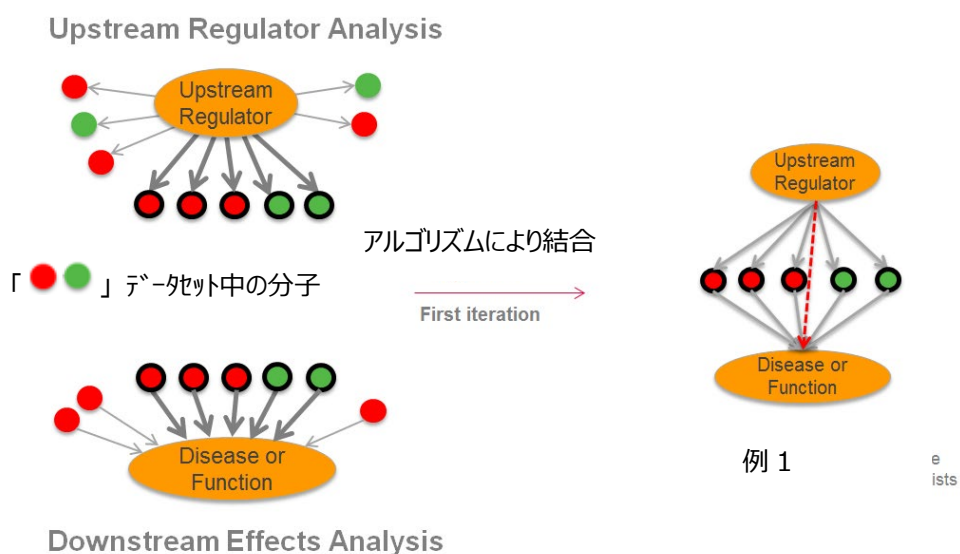 Upstream Regulator Analysis
Upstream
Regulator
アルゴリズムにより結合
「 」 ﾃﾞｰﾀｾｯﾄ中の分子
First iteration
Upstream
Regulator
Disease or
Function
Disease or
Function
例 1
e
ists
Downstream Effects Analysis